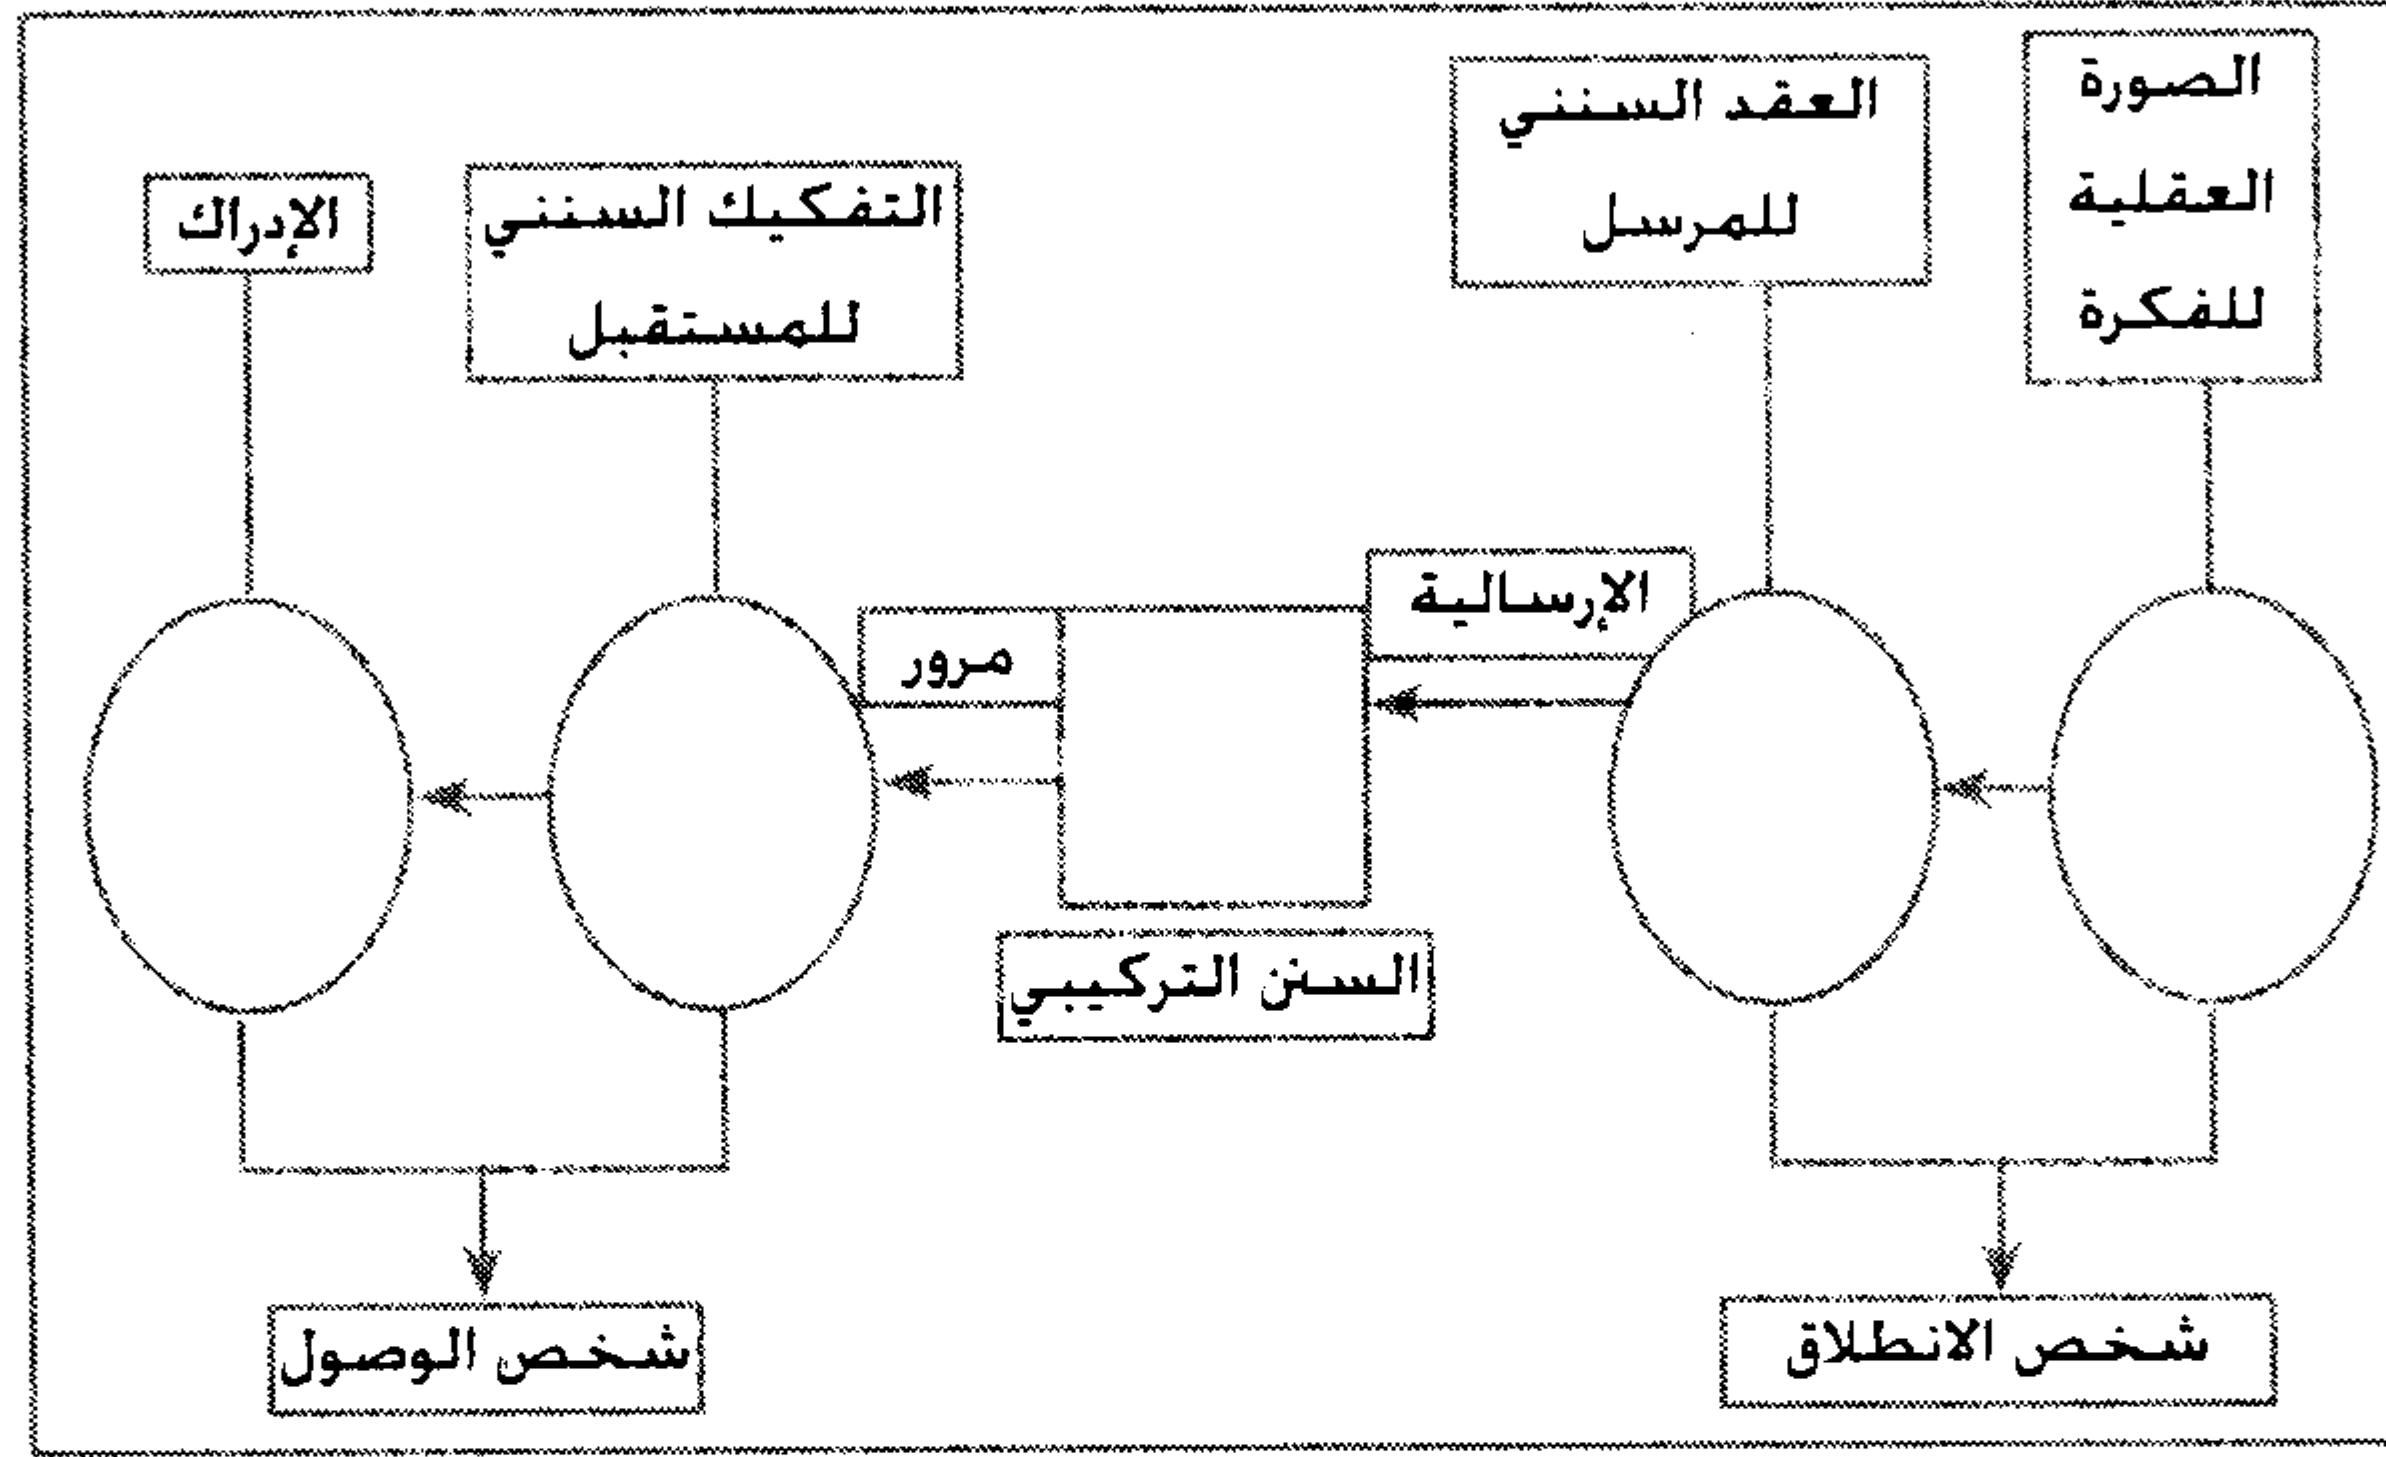 الصورة
العقلية
للفكرة
العقد السنني
للمرسل
التفكيك السنني
للمستقبل
الإدراك
الإرسالية
مرور
السنن التركيبي
شخص الانطلاق
شخص الوصول